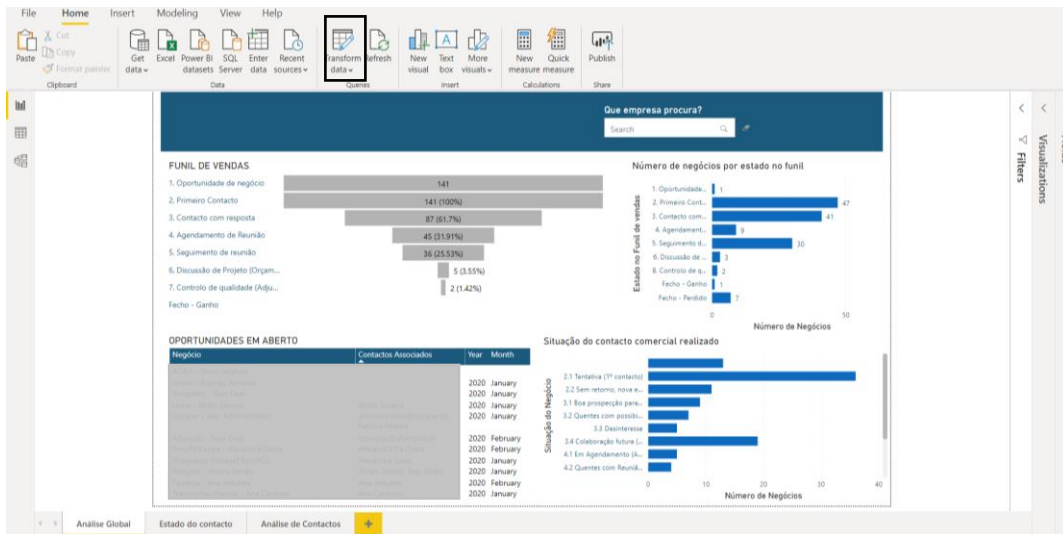 File Home Insert Modeling View Help
Paste
Cut
Copy
Format painter
Clipboard
Get data
Excel
Power BI datasets
SQL Server
Enter data
Recent sources
Data
Transform data
Refresh
Queries
New visual
Text box
More visuals
Insert
New measure
Quick measure
Calculations
Publish
Share
Que empresa procura?
Search
Filters
Visualizations
FUNIL DE VENDAS
1. Oportunidade de negócio 141
2. Primeiro Contacto 141 (100%)
3. Contacto com resposta 87 (61.7%)
4. Agendamento de Reunião 45 (31.91%)
5. Seguimento de reunião 36 (25.53%)
6. Discussão de Projeto (Orçam... 5 (3.55%)
7. Controlo de qualidade (Adju... 2 (1.42%)
Fecho - Ganho
Número de negócios por estado no funil
Estado no Funil de vendas
1. Oportunidade... 1
2. Primeiro Cont... 47
3. Contacto com... 41
4. Agendament... 9
5. Seguimento d... 30
6. Discussão de ... 3
8. Controlo de q... 2
Fecho - Ganho 1
Fecho - Perdido 7
0 50
Número de Negócios
OPORTUNIDADES EM ABERTO
Negócio Contactos Associados Year Month
2020 January
2020 January
2020 January
2020 January
2020 February
2020 February
2020 January
2020 January
2020 February
2020 January
Situação do contacto comercial realizado
Situação do Negócio
2.1 Tentativa (1º contacto)
2.2 Sem retorno, nova e...
3.1 Boa prospecção para...
3.2 Quentes com possibi...
3.3 Desinteresse
3.4 Colaboração futura (...
4.1 Em Agendamento (A...
4.2 Quentes com Reuniã...
0 10 20 30 40
Número de Negócios
Análise Global Estado do contacto Análise de Contactos +